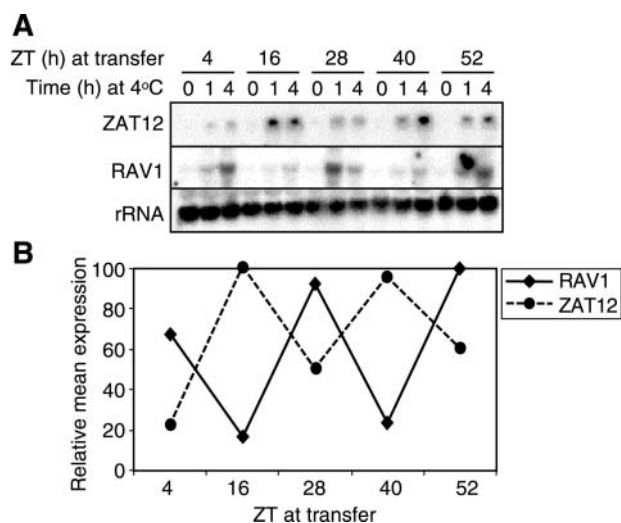 A
ZT (h) at transfer 4 16 28 40 52
Time (h) at 4oC 0 1 4 0 1 4 0 1 4 0 1 4 0 1 4
ZAT12
RAV1
rRNA
B
Relative mean expression
100
80
60
40
20
0
4 16 28 40 52
ZT at transfer
RAV1
ZAT12